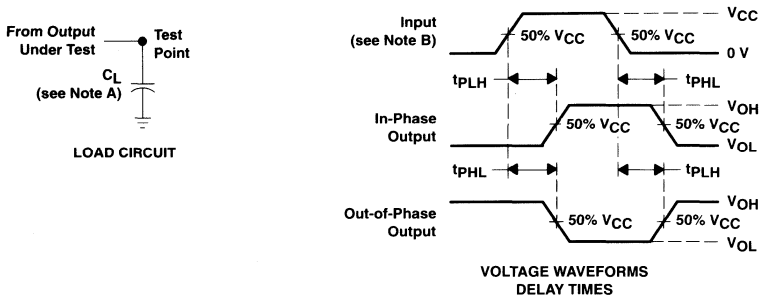 From Output
Under Test
Test
Point
CL
(see Note A)
LOAD CIRCUIT
Input
(see Note B)
50% VCC
50% VCC
VCC
0 V
tPLH
tPHL
In-Phase
Output
50% VCC
50% VCC
VOH
VOL
tPHL
tPLH
Out-of-Phase
Output
50% VCC
50% VCC
VOH
VOL
VOLTAGE WAVEFORMS
DELAY TIMES